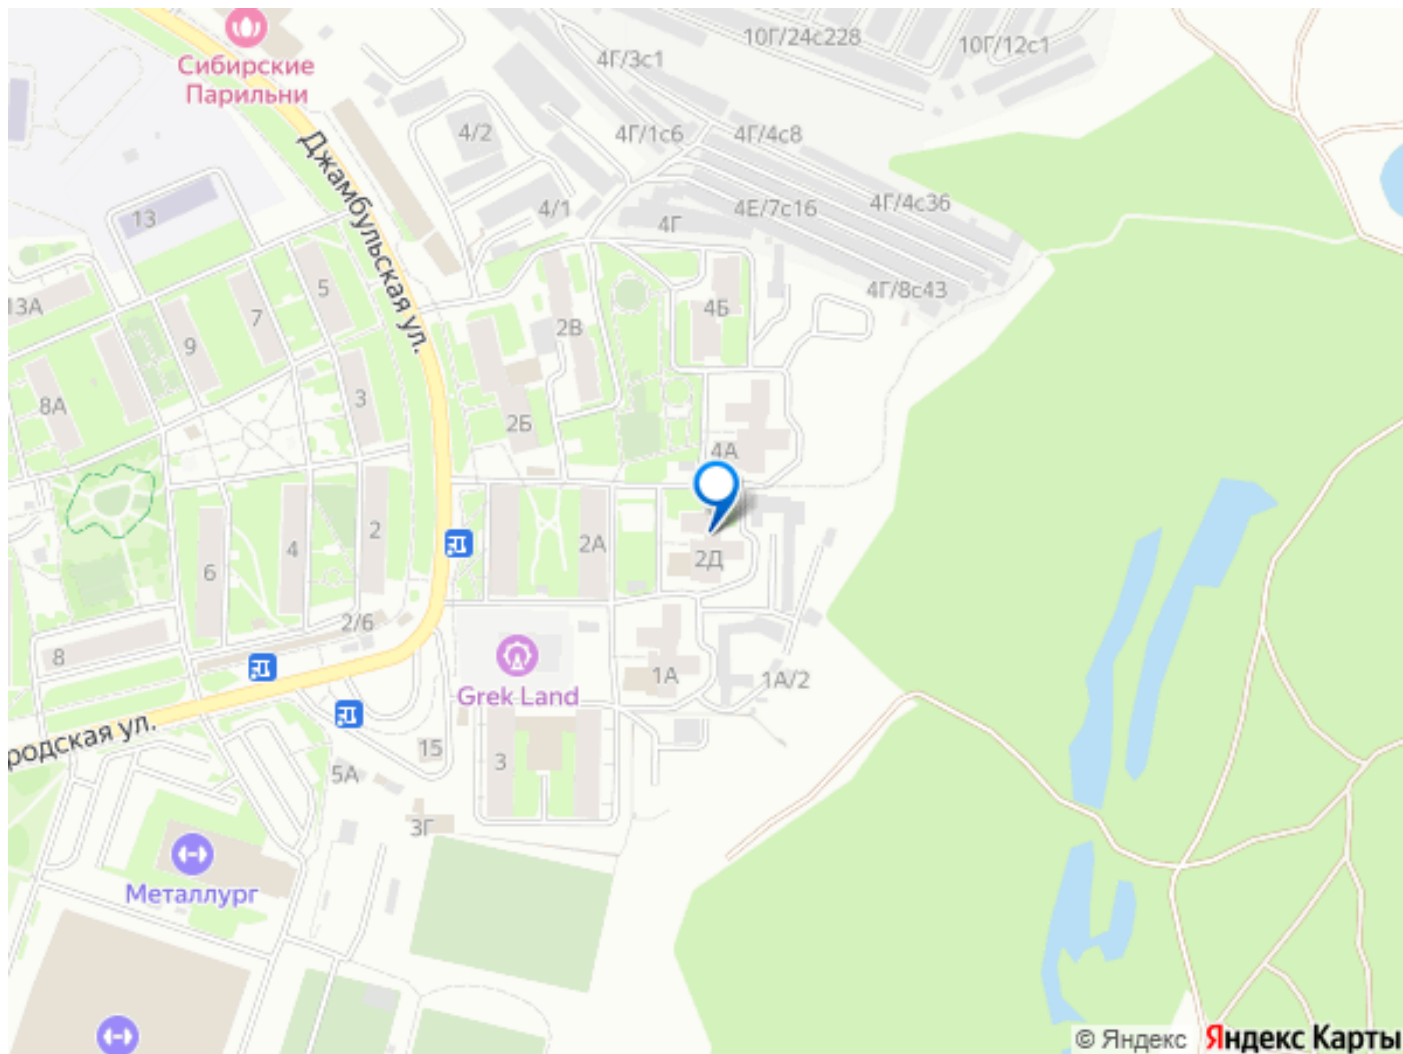 10Г/24с228
10Г/12с1
4Г/3с1
Сибирские
Парильни
4/2
4Г/1с6
4Г/4с8
Джамбульская ул.
13
4/1
4Г
4Е/7с16
4Г/4с36
13А
5
7
9
4Г/8с43
2В
4Б
8А
3
2Б
4А
2
4
6
2А
2Д
2/6
8
1А
1А/2
Grek Land
родская ул.
15
5А
3
3Г
Металлург
© Яндекс Яндекс Карты